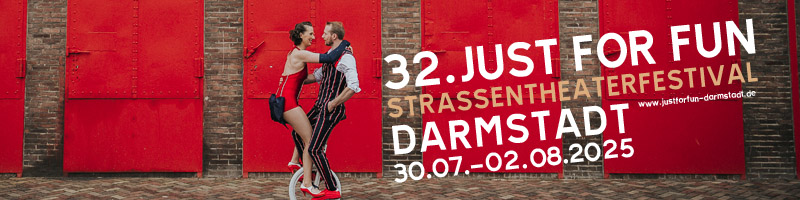 32. JUST FOR FUN
STRASSENTHEATERFESTIVAL
www.justforfun-darmstadt.de
DARMSTADT
30.07.-02.08.2025